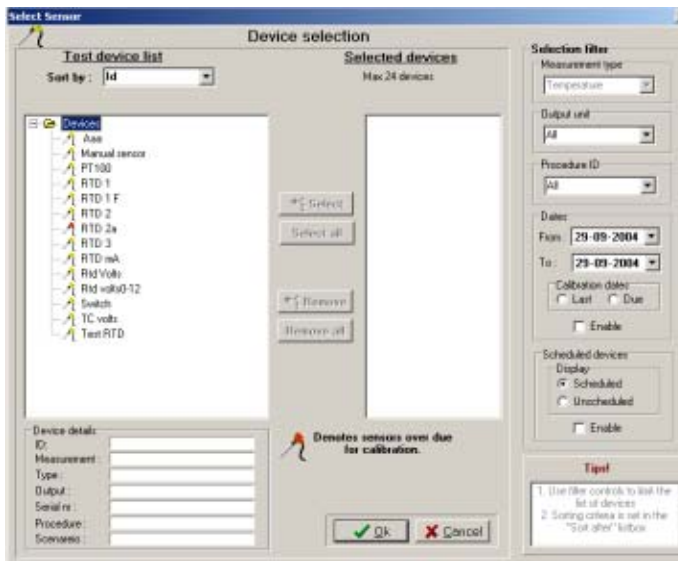 Select Sensor
Device selection
Test device list
Sort by : Id
Devices
Aaa
Manual sensor
PT100
RTD 1
RTD 1 F
RTD 2
RTD 2a
RTD 3
RTD mA
Rtd Volts
Rtd volts0-12
Switch
TC volts
Test RTD
Device details
ID:
Measurement :
Type :
Output :
Serial nr :
Procedure :
Scenareo :
Select
Select all
Remove
Remove all
Selected devices
Max 24 devices
Denotes sensors over due
for calibration.
Ok
Cancel
Selection filter
Measurement type
Temperature
Output unit
All
Procedure ID
All
Dates
From : 29-09-2004
To : 29-09-2004
Calibration dates
Last Due
Enable
Scheduled devices
Display
Scheduled
Unscheduled
Enable
Tips!
1. Use filter controls to limit the
list of devices
2. Sorting criteria is set in the
"Sort after" listbox